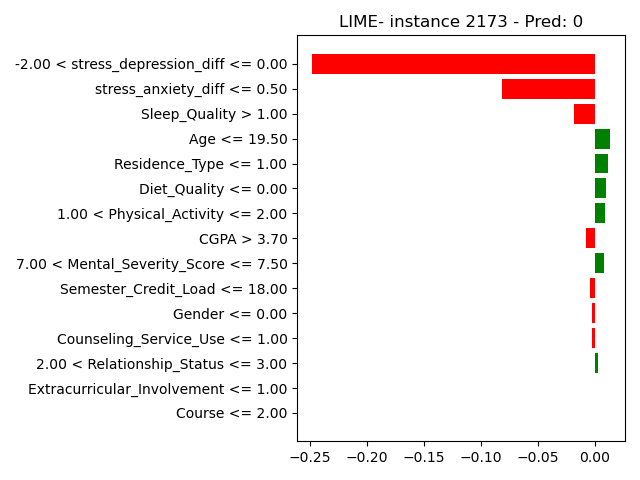 LIME- instance 2173 - Pred: 0
-2.00 < stress_depression_diff <= 0.00
stress_anxiety_diff <= 0.50
Sleep_Quality > 1.00
Age <= 19.50
Residence_Type <= 1.00
Diet_Quality <= 0.00
1.00 < Physical_Activity <= 2.00
CGPA > 3.70
7.00 < Mental_Severity_Score <= 7.50
Semester_Credit_Load <= 18.00
Gender <= 0.00
Counseling_Service_Use <= 1.00
2.00 < Relationship_Status <= 3.00
Extracurricular_Involvement <= 1.00
Course <= 2.00
−0.25 −0.20 −0.15 −0.10 −0.05 0.00